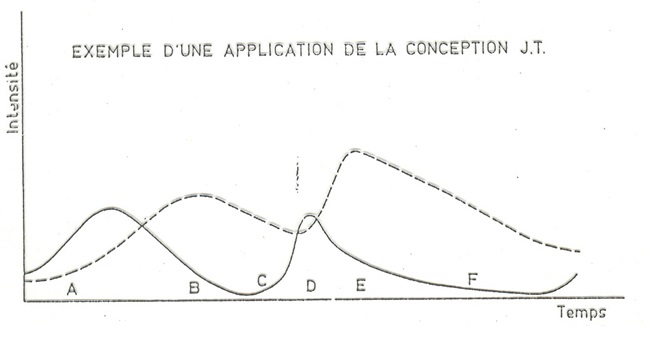 EXEMPLE D'UNE APPLICATION DE LA CONCEPTION J.T.
Intensité
A B C D E F
Temps